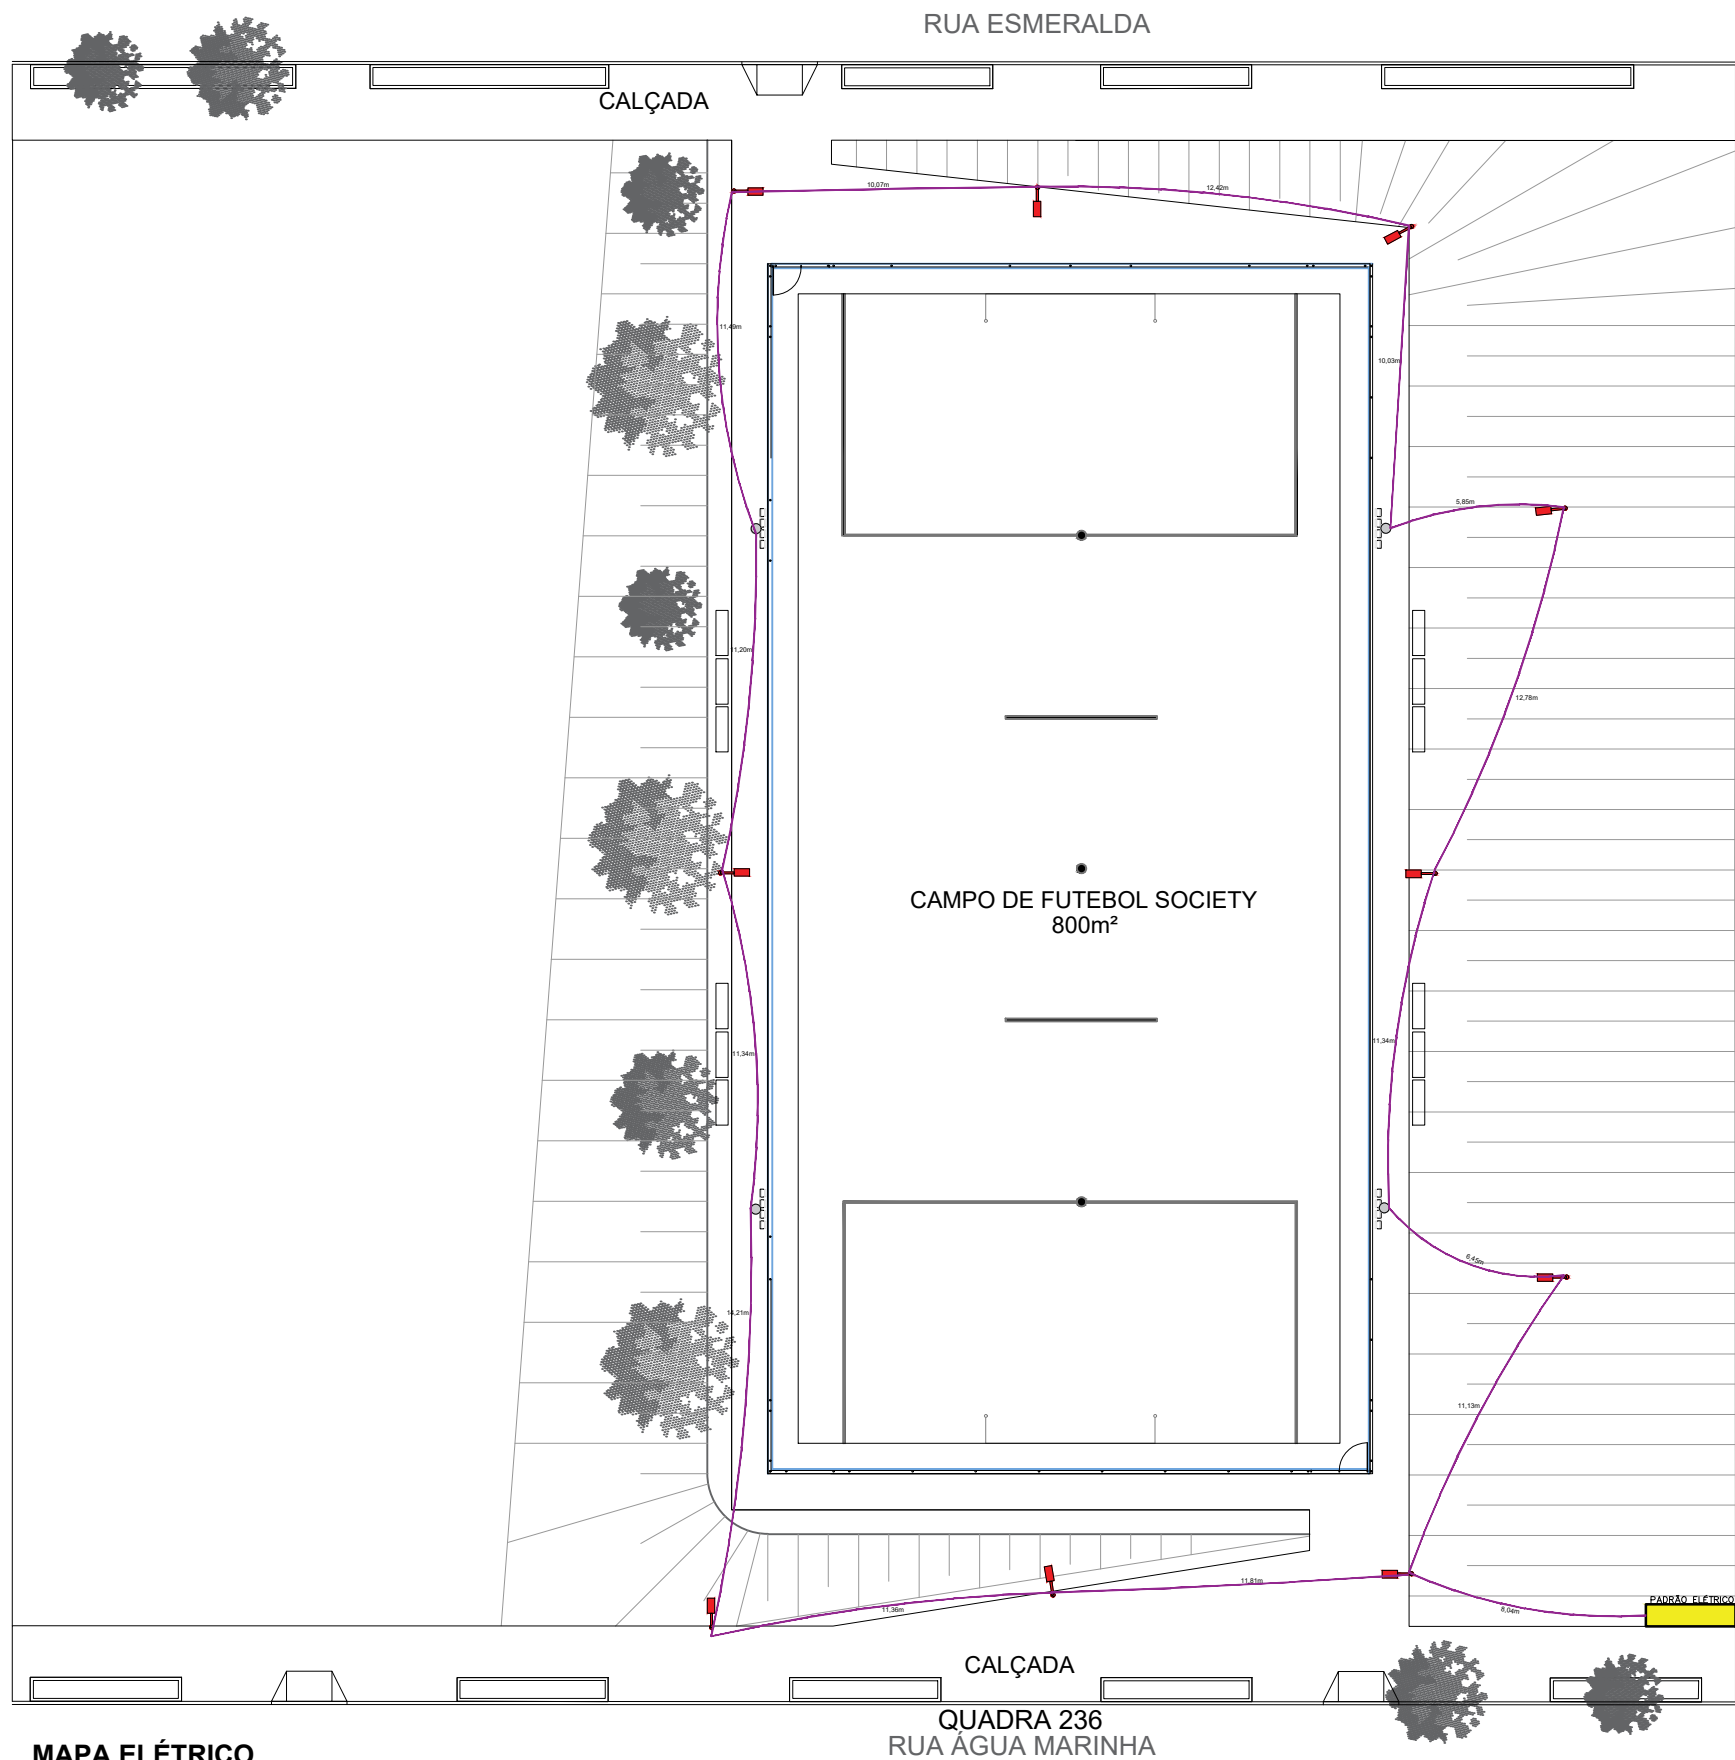 RUA ESMERALDA
CALÇADA
10,07m
12,42m
11,49m
10,03m
5,85m
11,20m
12,78m
CAMPO DE FUTEBOL SOCIETY
800m²
11,34m
11,34m
6,45m
14,21m
11,13m
11,81m
11,36m
8,04m
PADRÃO ELÉTRICO
CALÇADA
QUADRA 236
RUA ÁGUA MARINHA
MAPA ELÉTRICO